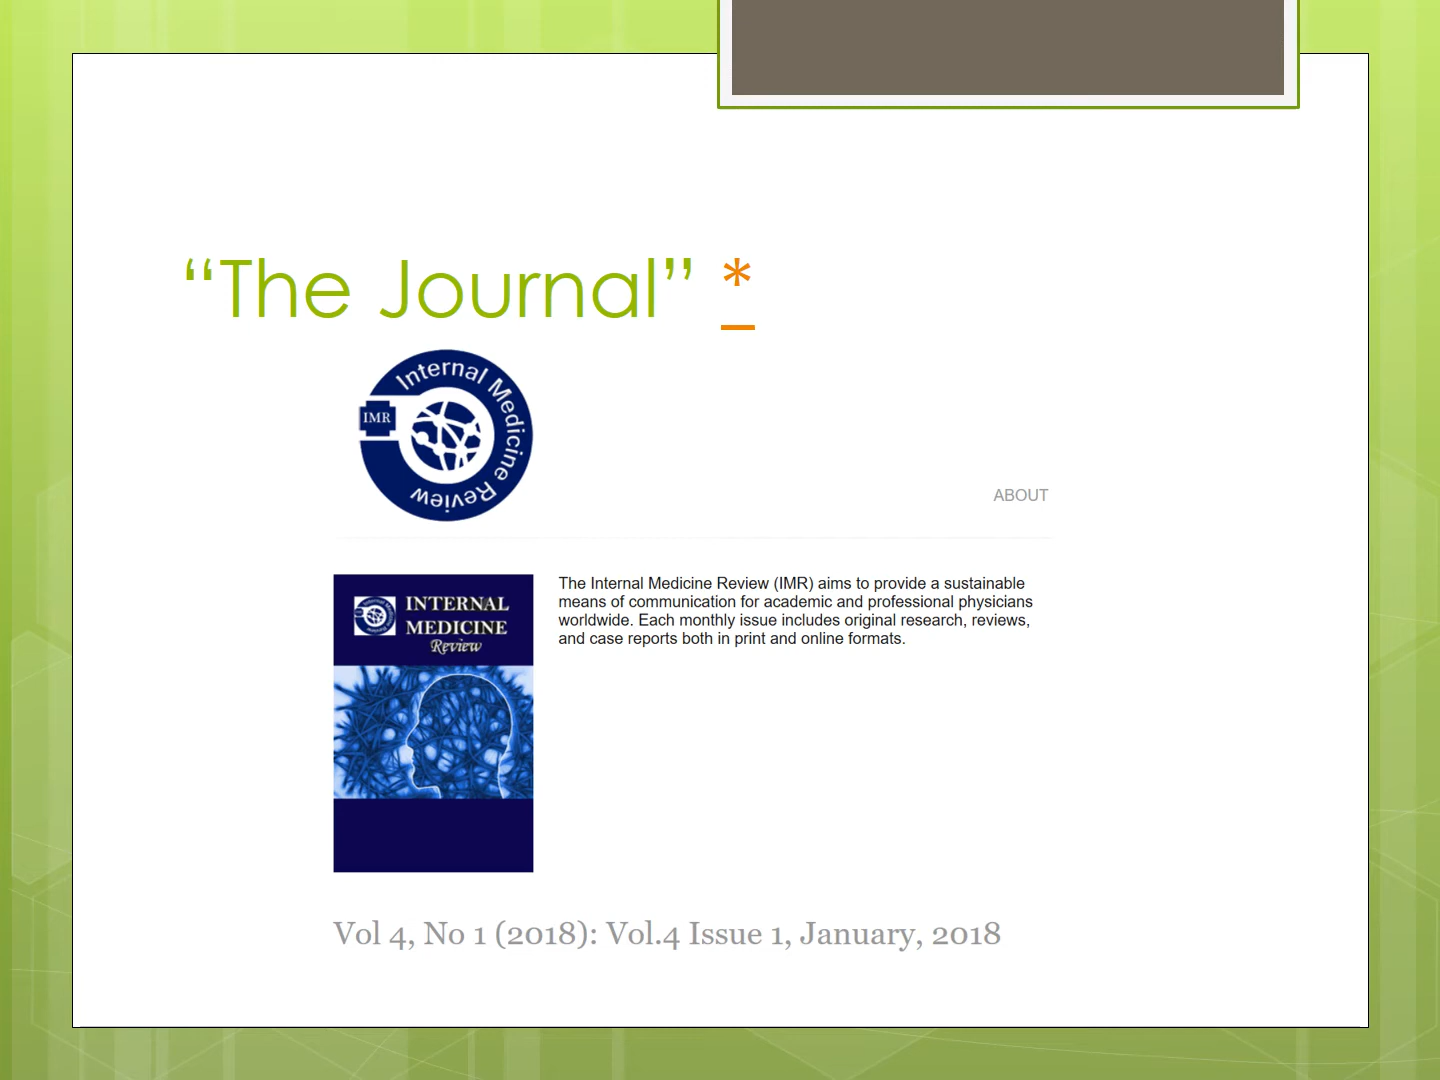 “The Journal” *
Internal Medicine Review
IMR
ABOUT
INTERNAL
MEDICINE
Review
The Internal Medicine Review (IMR) aims to provide a sustainable
means of communication for academic and professional physicians
worldwide. Each monthly issue includes original research, reviews,
and case reports both in print and online formats.
Vol 4, No 1 (2018): Vol.4 Issue 1, January, 2018